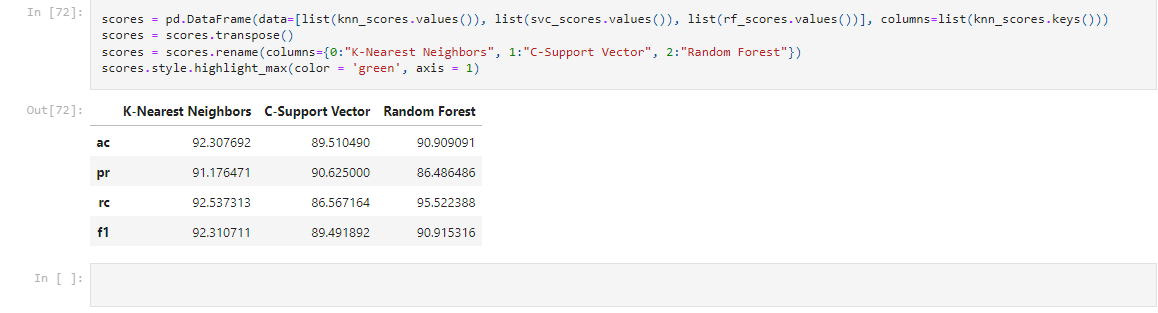 In [72]:
scores = pd.DataFrame(data=[list(knn_scores.values()), list(svc_scores.values()), list(rf_scores.values())], columns=list(knn_scores.keys()))
scores = scores.transpose()
scores = scores.rename(columns={0:"K-Nearest Neighbors", 1:"C-Support Vector", 2:"Random Forest"})
scores.style.highlight_max(color = 'green', axis = 1)
Out[72]:
K-Nearest Neighbors C-Support Vector Random Forest
ac 92.307692 89.510490 90.909091
pr 91.176471 90.625000 86.486486
rc 92.537313 86.567164 95.522388
f1 92.310711 89.491892 90.915316
In [ ]: